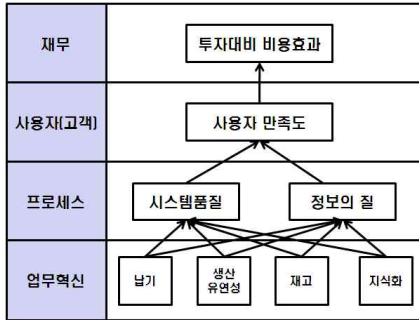 재무
투자대비 비용효과
사용자(고객)
사용자 만족도
프로세스
시스템품질
정보의 질
업무혁신
납기
생산
유연성
재고
지식화